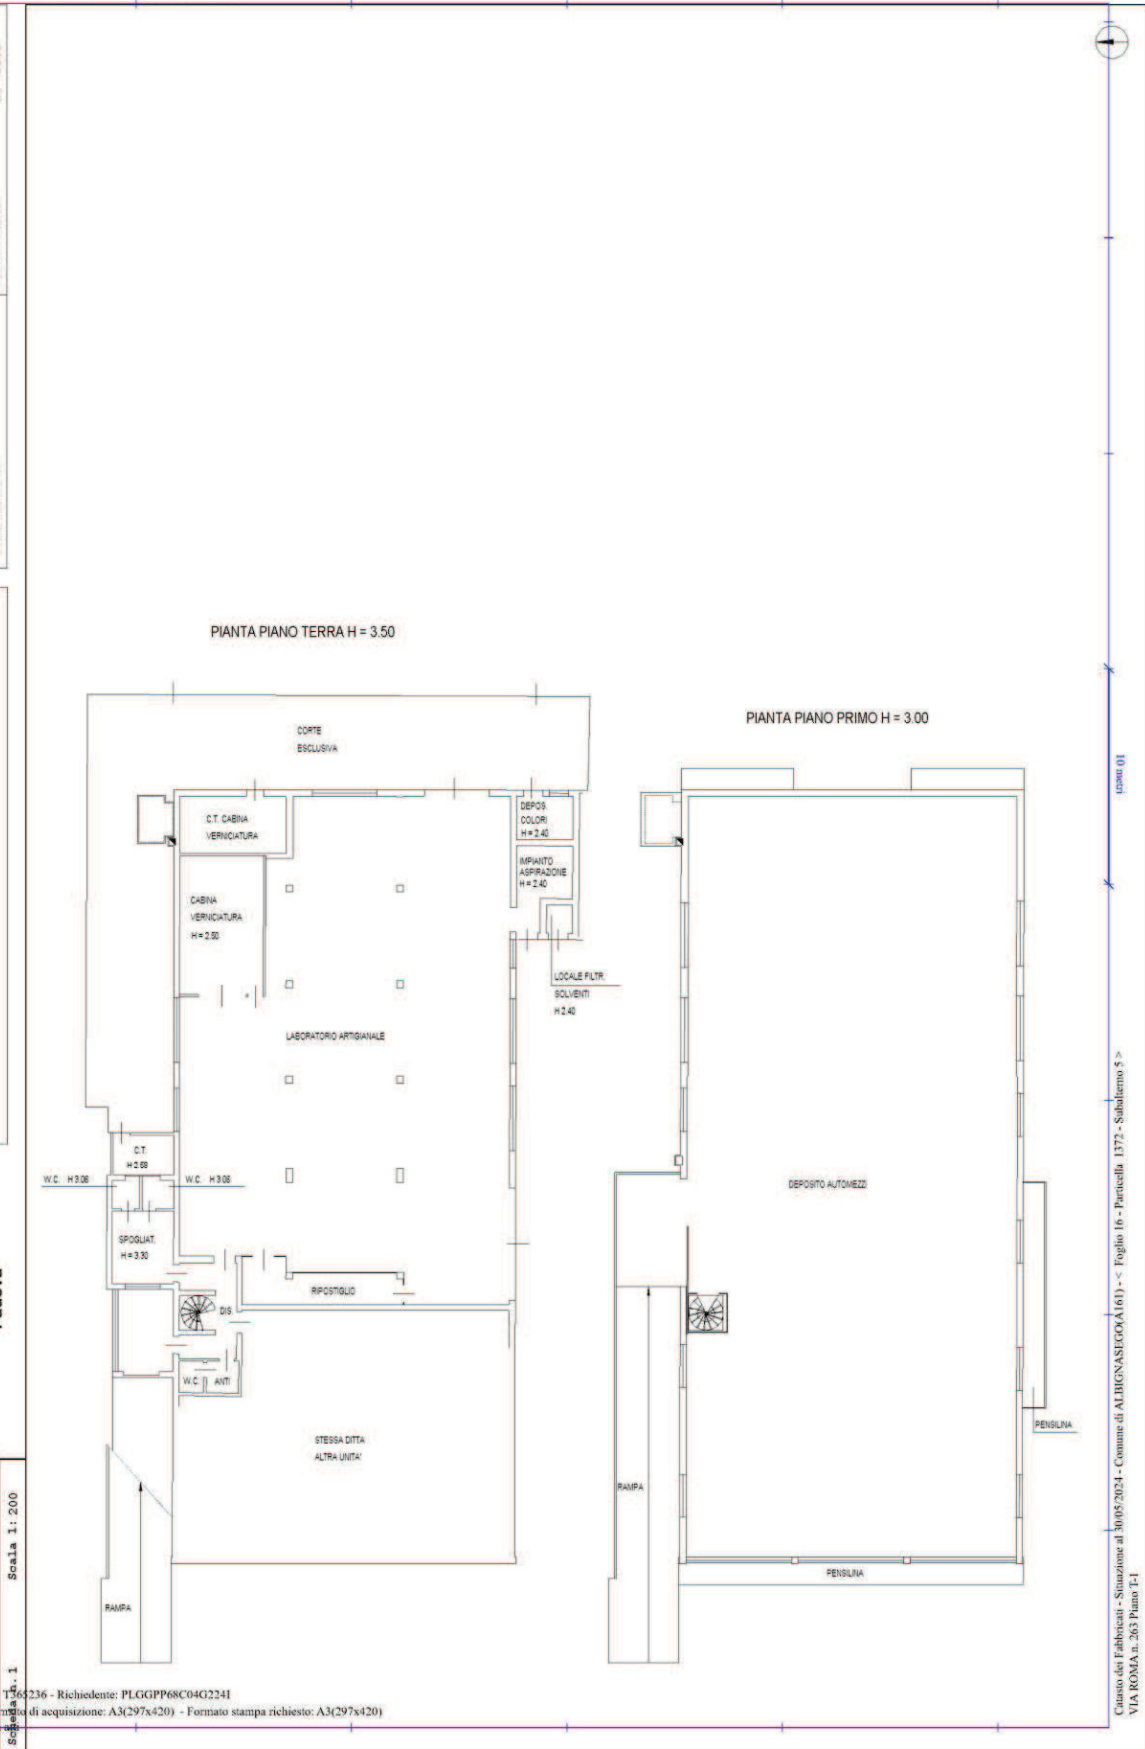 PIANTA PIANO TERRA H = 3.50
CORTE
ESCLUSIVA
C.T. CABINA
VERNICIATURA
DEPOS.
COLORI
H = 2.40
IMPIANTO
ASPIRAZIONE
H = 2.40
CABINA
VERNICIATURA
H = 2.50
LOCALE FILTR.
SOLVENTI
H 2.40
LABORATORIO ARTIGIANALE
C.T.
W.C. H 3.08
W.C. H 3.08
SPOGLIAT.
H = 3.30
RIPOSTIGLIO
DIS.
W.C.
ANTI
STESSA DITTA
ALTRA UNITA'
RAMPA
PIANTA PIANO PRIMO H = 3.00
DEPOSITO AUTOMEZZI
PENSILINA
RAMPA
PENSILINA
10 metri
Catasto dei Fabbricati - Situazione al 30/05/2024 - Comune di ALBIGNASEGO(A161) - < Foglio 16 - Particella 1372 - Subalterno 5 >
VIA ROMA n. 263 Piano T-1
Scheda n. 1 Scala 1:200
T365236 - Richiedente: PLGGPP68C04G224I
di acquisizione: A3(297x420) - Formato stampa richiesto: A3(297x420)